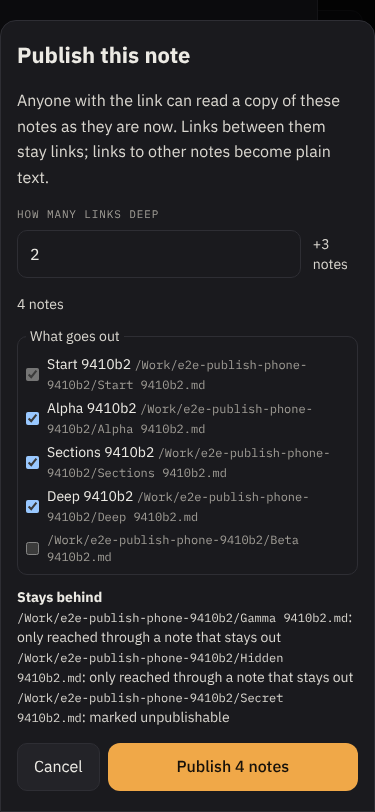 Publish this note
Anyone with the link can read a copy of these
notes as they are now. Links between them
stay links; links to other notes become plain
text.
HOW MANY LINKS DEEP
2
+3
notes
4 notes
What goes out
Start 9410b2 /Work/e2e-publish-phone-
9410b2/Start 9410b2.md
Alpha 9410b2 /Work/e2e-publish-phone-
9410b2/Alpha 9410b2.md
Sections 9410b2 /Work/e2e-publish-phone-
9410b2/Sections 9410b2.md
Deep 9410b2 /Work/e2e-publish-phone-
9410b2/Deep 9410b2.md
/Work/e2e-publish-phone-9410b2/Beta
9410b2.md
Stays behind
/Work/e2e-publish-phone-9410b2/Gamma 9410b2.md:
only reached through a note that stays out
/Work/e2e-publish-phone-9410b2/Hidden
9410b2.md: only reached through a note that stays out
/Work/e2e-publish-phone-9410b2/Secret
9410b2.md: marked unpublishable
Cancel
Publish 4 notes